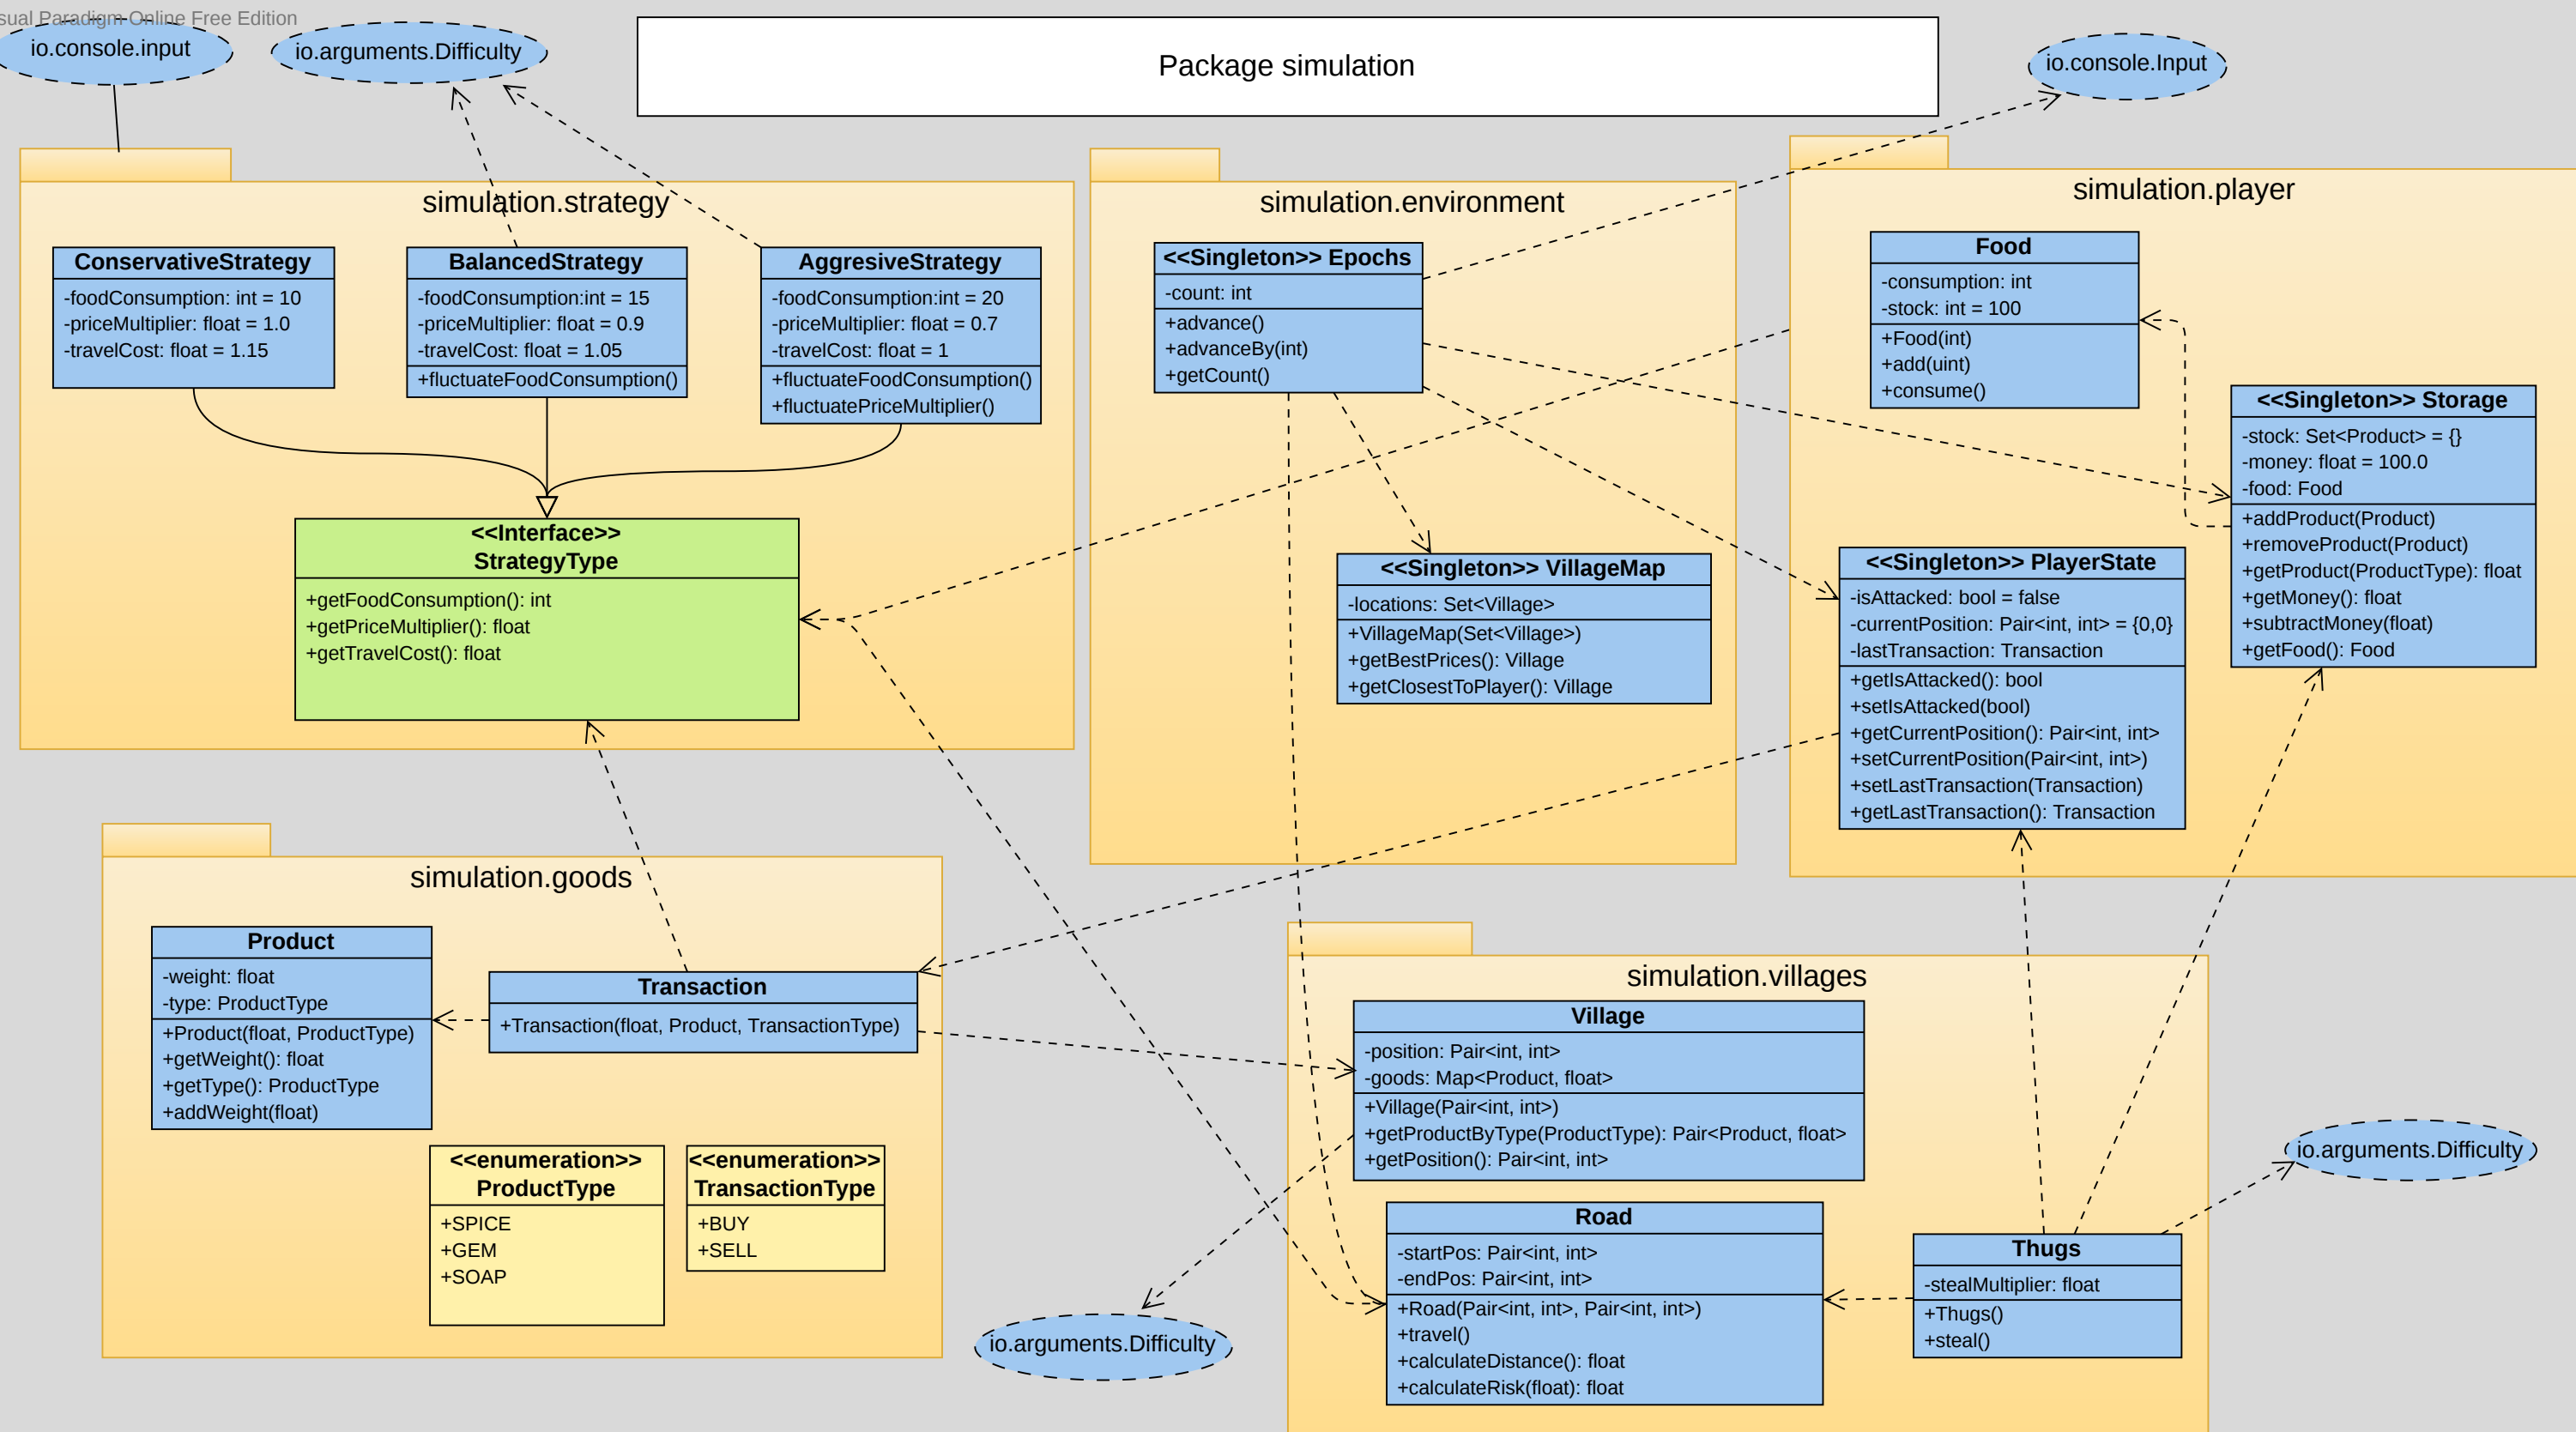 sual Paradigm Online Free Edition
io.console.input
io.arguments.Difficulty
Package simulation
io.console.Input
simulation.strategy
ConservativeStrategy
-foodConsumption: int = 10
-priceMultiplier: float = 1.0
-travelCost: float = 1.15
BalancedStrategy
-foodConsumption:int = 15
-priceMultiplier: float = 0.9
-travelCost: float = 1.05
+fluctuateFoodConsumption()
AggresiveStrategy
-foodConsumption:int = 20
-priceMultiplier: float = 0.7
-travelCost: float = 1
+fluctuateFoodConsumption()
+fluctuatePriceMultiplier()
<<Interface>>
StrategyType
+getFoodConsumption(): int
+getPriceMultiplier(): float
+getTravelCost(): float
simulation.environment
<<Singleton>> Epochs
-count: int
+advance()
+advanceBy(int)
+getCount()
<<Singleton>> VillageMap
-locations: Set<Village>
+VillageMap(Set<Village>)
+getBestPrices(): Village
+getClosestToPlayer(): Village
simulation.player
Food
-consumption: int
-stock: int = 100
+Food(int)
+add(uint)
+consume()
<<Singleton>> Storage
-stock: Set<Product> = {}
-money: float = 100.0
-food: Food
+addProduct(Product)
+removeProduct(Product)
+getProduct(ProductType): float
+getMoney(): float
+subtractMoney(float)
+getFood(): Food
<<Singleton>> PlayerState
-isAttacked: bool = false
-currentPosition: Pair<int, int> = {0,0}
-lastTransaction: Transaction
+getIsAttacked(): bool
+setIsAttacked(bool)
+getCurrentPosition(): Pair<int, int>
+setCurrentPosition(Pair<int, int>)
+setLastTransaction(Transaction)
+getLastTransaction(): Transaction
simulation.goods
Product
-weight: float
-type: ProductType
+Product(float, ProductType)
+getWeight(): float
+getType(): ProductType
+addWeight(float)
Transaction
+Transaction(float, Product, TransactionType)
<<enumeration>>
ProductType
+SPICE
+GEM
+SOAP
<<enumeration>>
TransactionType
+BUY
+SELL
simulation.villages
Village
-position: Pair<int, int>
-goods: Map<Product, float>
+Village(Pair<int, int>)
+getProductByType(ProductType): Pair<Product, float>
+getPosition(): Pair<int, int>
Road
-startPos: Pair<int, int>
-endPos: Pair<int, int>
+Road(Pair<int, int>, Pair<int, int>)
+travel()
+calculateDistance(): float
+calculateRisk(float): float
Thugs
-stealMultiplier: float
+Thugs()
+steal()
io.arguments.Difficulty
io.arguments.Difficulty